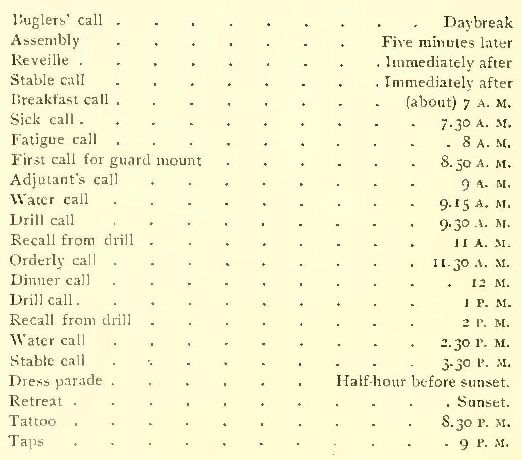 Buglers' call . . . . . . . . Daybreak
Assembly . . . . . . . Five minutes later
Reveille . . . . . . . . Immediately after
Stable call . . . . . . . Immediately after
Breakfast call . . . . . . . (about) 7 A. M.
Sick call . . . . . . . . 7.30 A. M.
Fatigue call . . . . . . . . 8 A. M.
First call for guard mount . . . . . . 8.50 A. M.
Adjutant's call . . . . . . . 9 A. M.
Water call . . . . . . . . 9.15 A. M.
Drill call . . . . . . . . 9.30 A. M.
Recall from drill . . . . . . . 11 A. M.
Orderly call . . . . . . . . 11.30 A. M.
Dinner call . . . . . . . . 12 M.
Drill call . . . . . . . . . 1 P. M.
Recall from drill . . . . . . . 2 P. M.
Water call . . . . . . . . 2.30 P. M.
Stable call . . . . . . . . 3.30 P. M.
Dress parade . . . . . . Half-hour before sunset.
Retreat . . . . . . . . . Sunset.
Tattoo . . . . . . . . . 8.30 P. M.
Taps . . . . . . . . . 9 P. M.